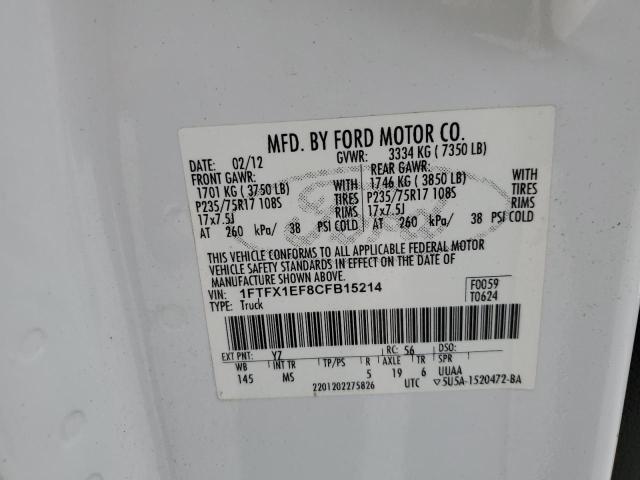 MFD. BY FORD MOTOR CO.
DATE: 02/12 GVWR: 3334 KG ( 7350 LB)
FRONT GAWR: REAR GAWR:
1701 KG ( 3750 LB) WITH 1746 KG ( 3850 LB) WITH
P235/75R17 108S TIRES P235/75R17 108S TIRES
17x7.5J RIMS 17x7.5J RIMS
AT 260 kPa/ 38 PSI COLD AT 260 kPa/ 38 PSI COLD
THIS VEHICLE CONFORMS TO ALL APPLICABLE FEDERAL MOTOR
VEHICLE SAFETY STANDARDS IN EFFECT ON THE DATE OF
MANUFACTURE SHOWN ABOVE.
VIN: 1FTFX1EF8CFB15214 F0059
TYPE: Truck T0624
EXT PNT: YZ RC: 56 DSO:
WB INT TR TP/PS R AXLE TR SPR
145 MS 5 19 6 UUAA
2201202275826 UTC ▽5U5A-1520472-BA